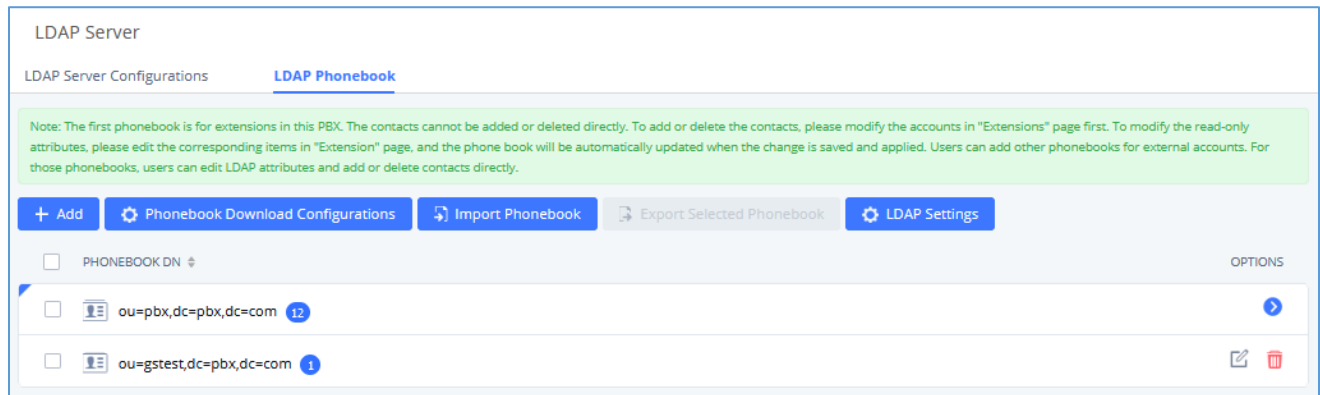 LDAP Server
LDAP Server Configurations LDAP Phonebook
Note: The first phonebook is for extensions in this PBX. The contacts cannot be added or deleted directly. To add or delete the contacts, please modify the accounts in "Extensions" page first. To modify the read-only
attributes, please edit the corresponding items in "Extension" page, and the phone book will be automatically updated when the change is saved and applied. Users can add other phonebooks for external accounts. For
those phonebooks, users can edit LDAP attributes and add or delete contacts directly.
+ Add Phonebook Download Configurations Import Phonebook Export Selected Phonebook LDAP Settings
PHONEBOOK DN OPTIONS
ou=pbx,dc=pbx,dc=com 12
ou=gstest,dc=pbx,dc=com 1